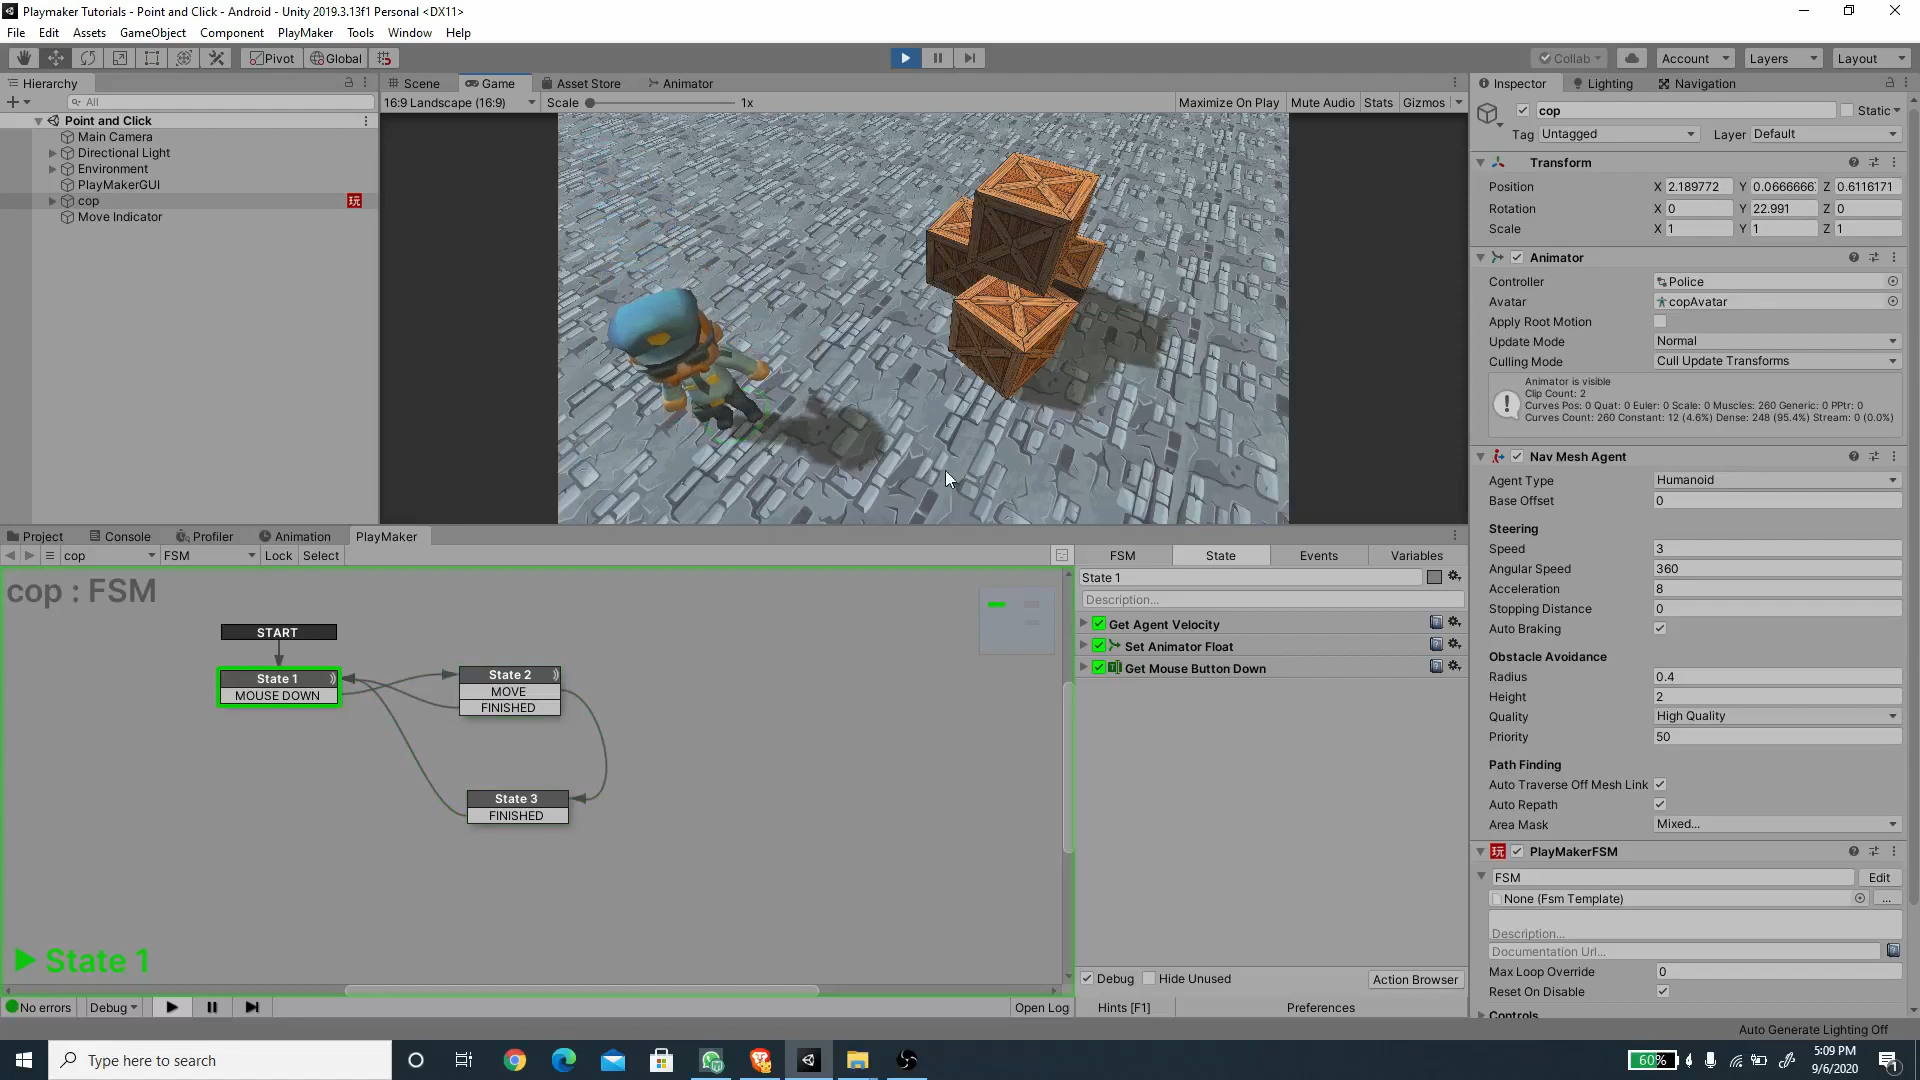 Playmaker Tutorials - Point and Click - Android - Unity 2019.3.13f1 Personal <DX11>
File Edit Assets GameObject Component PlayMaker Tools Window Help
Pivot Global Collab Account Layers Layout
Hierarchy
All
Point and Click
Main Camera
Directional Light
Environment
PlayMakerGUI
cop 玩
Move Indicator
Scene Game Asset Store Animator
16:9 Landscape (16:9) Scale 1x Maximize On Play Mute Audio Stats Gizmos
Project Console Profiler Animation PlayMaker
cop FSM Lock Select
cop : FSM
START
State 1
MOUSE DOWN
State 2
MOVE
FINISHED
State 3
FINISHED
State 1
No errors Debug Open Log
FSM State Events Variables
State 1
Description...
Get Agent Velocity
Set Animator Float
Get Mouse Button Down
Debug Hide Unused Action Browser
Hints [F1] Preferences
Inspector Lighting Navigation
cop Static
Tag Untagged Layer Default
Transform
Position X 2.189772 Y 0.0666666 Z 0.6116171
Rotation X 0 Y 22.991 Z 0
Scale X 1 Y 1 Z 1
Animator
Controller Police
Avatar copAvatar
Apply Root Motion
Update Mode Normal
Culling Mode Cull Update Transforms
Animator is visible
Clip Count: 2
Curves Pos: 0 Quat: 0 Euler: 0 Scale: 0 Muscles: 260 Generic: 0 PPtr: 0
Curves Count: 260 Constant: 12 (4.6%) Dense: 248 (95.4%) Stream: 0 (0.0%)
Nav Mesh Agent
Agent Type Humanoid
Base Offset 0
Steering
Speed 3
Angular Speed 360
Acceleration 8
Stopping Distance 0
Auto Braking
Obstacle Avoidance
Radius 0.4
Height 2
Quality High Quality
Priority 50
Path Finding
Auto Traverse Off Mesh Link
Auto Repath
Area Mask Mixed...
玩 PlayMakerFSM
FSM Edit
None (Fsm Template) ...
Description...
Documentation Url...
Max Loop Override 0
Reset On Disable
Controls
Auto Generate Lighting Off
Type here to search
60%
5:09 PM
9/6/2020
1